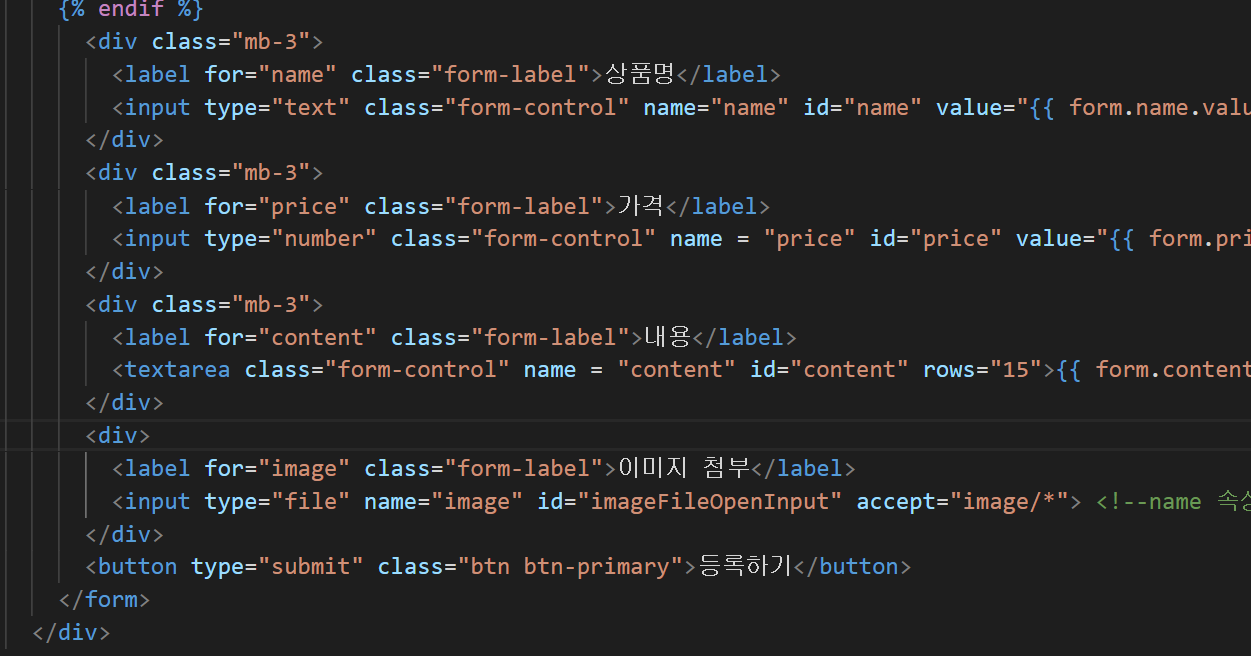 {% endif %}
<div class="mb-3">
<label for="name" class="form-label">상품명</label>
<input type="text" class="form-control" name="name" id="name" value="{{ form.name.valu
</div>
<div class="mb-3">
<label for="price" class="form-label">가격</label>
<input type="number" class="form-control" name = "price" id="price" value="{{ form.pri
</div>
<div class="mb-3">
<label for="content" class="form-label">내용</label>
<textarea class="form-control" name = "content" id="content" rows="15">{{ form.content
</div>
<div>
<label for="image" class="form-label">이미지 첨부</label>
<input type="file" name="image" id="imageFileOpenInput" accept="image/*"> <!--name 속성
</div>
<button type="submit" class="btn btn-primary">등록하기</button>
</form>
</div>